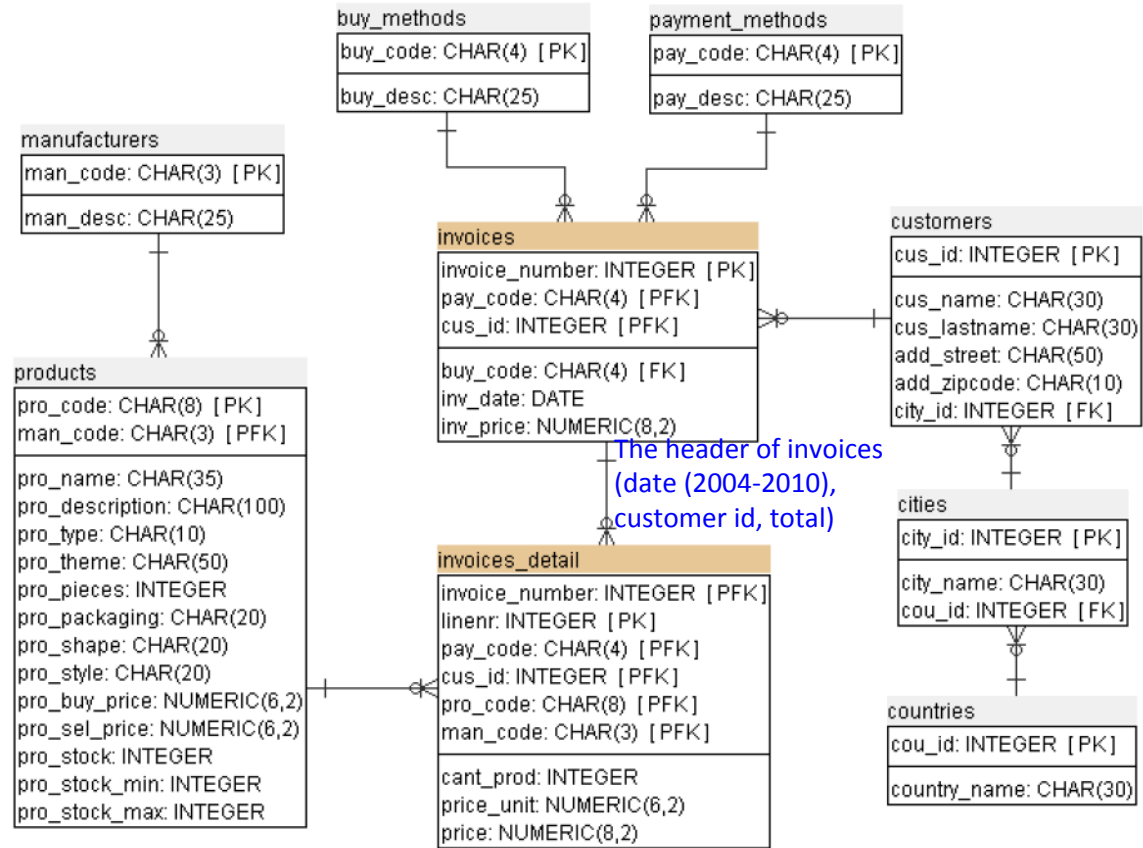 buy_methods
buy_code: CHAR(4) [PK]
buy_desc: CHAR(25)
payment_methods
pay_code: CHAR(4) [PK]
pay_desc: CHAR(25)
manufacturers
man_code: CHAR(3) [PK]
man_desc: CHAR(25)
invoices
invoice_number: INTEGER [PK]
pay_code: CHAR(4) [PFK]
cus_id: INTEGER [PFK]
buy_code: CHAR(4) [FK]
inv_date: DATE
inv_price: NUMERIC(8,2)
customers
cus_id: INTEGER [PK]
cus_name: CHAR(30)
cus_lastname: CHAR(30)
add_street: CHAR(50)
add_zipcode: CHAR(10)
city_id: INTEGER [FK]
The header of invoices
(date (2004-2010),
customer id, total)
products
pro_code: CHAR(8) [PK]
man_code: CHAR(3) [PFK]
pro_name: CHAR(35)
pro_description: CHAR(100)
pro_type: CHAR(10)
pro_theme: CHAR(50)
pro_pieces: INTEGER
pro_packaging: CHAR(20)
pro_shape: CHAR(20)
pro_style: CHAR(20)
pro_buy_price: NUMERIC(6,2)
pro_sel_price: NUMERIC(6,2)
pro_stock: INTEGER
pro_stock_min: INTEGER
pro_stock_max: INTEGER
invoices_detail
invoice_number: INTEGER [PFK]
linenr: INTEGER [PK]
pay_code: CHAR(4) [PFK]
cus_id: INTEGER [PFK]
pro_code: CHAR(8) [PFK]
man_code: CHAR(3) [PFK]
cant_prod: INTEGER
price_unit: NUMERIC(6,2)
price: NUMERIC(8,2)
cities
city_id: INTEGER [PK]
city_name: CHAR(30)
cou_id: INTEGER [FK]
countries
cou_id: INTEGER [PK]
country_name: CHAR(30)